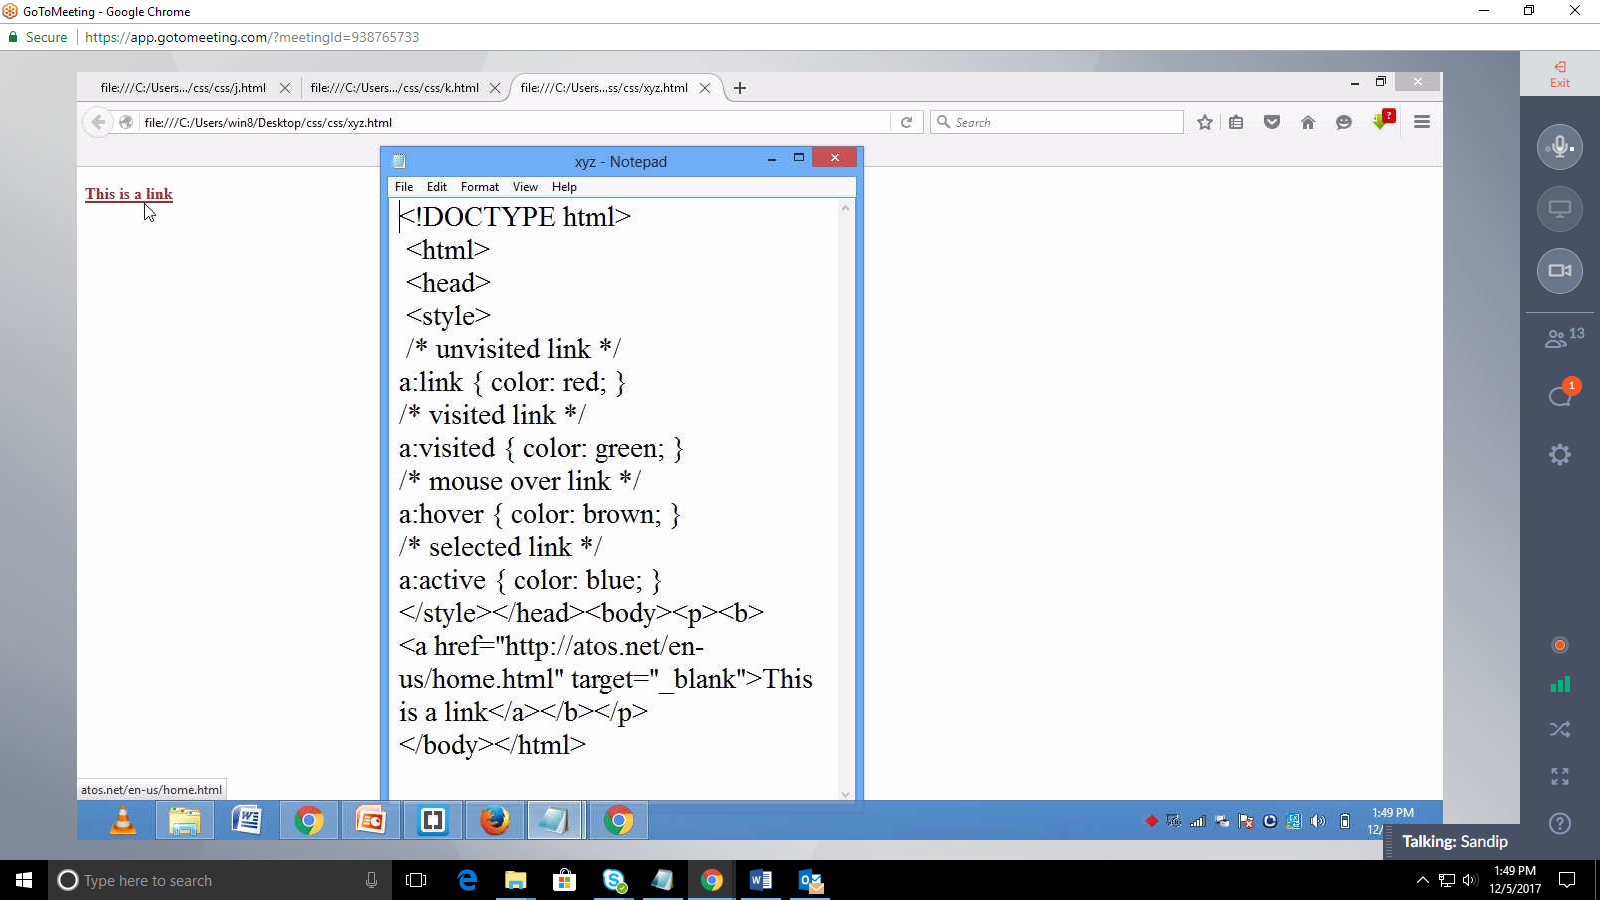 GoToMeeting - Google Chrome
Secure
https://app.gotomeeting.com/?meetingId=938765733
Exit
file:///C:/Users.../css/css/j.html
file:///C:/Users.../css/css/k.html
file:///C:/Users...ss/css/xyz.html
file:///C:/Users/win8/Desktop/css/css/xyz.html
Search
?
This is a link
xyz - Notepad
File Edit Format View Help
<!DOCTYPE html>
<html>
<head>
<style>
/* unvisited link */
a:link { color: red; }
/* visited link */
a:visited { color: green; }
/* mouse over link */
a:hover { color: brown; }
/* selected link */
a:active { color: blue; }
</style></head><body><p><b>
<a href="http://atos.net/en-
us/home.html" target="_blank">This
is a link</a></b></p>
</body></html>
atos.net/en-us/home.html
1:49 PM
12/
13
1
Talking: Sandip
Type here to search
1:49 PM
12/5/2017